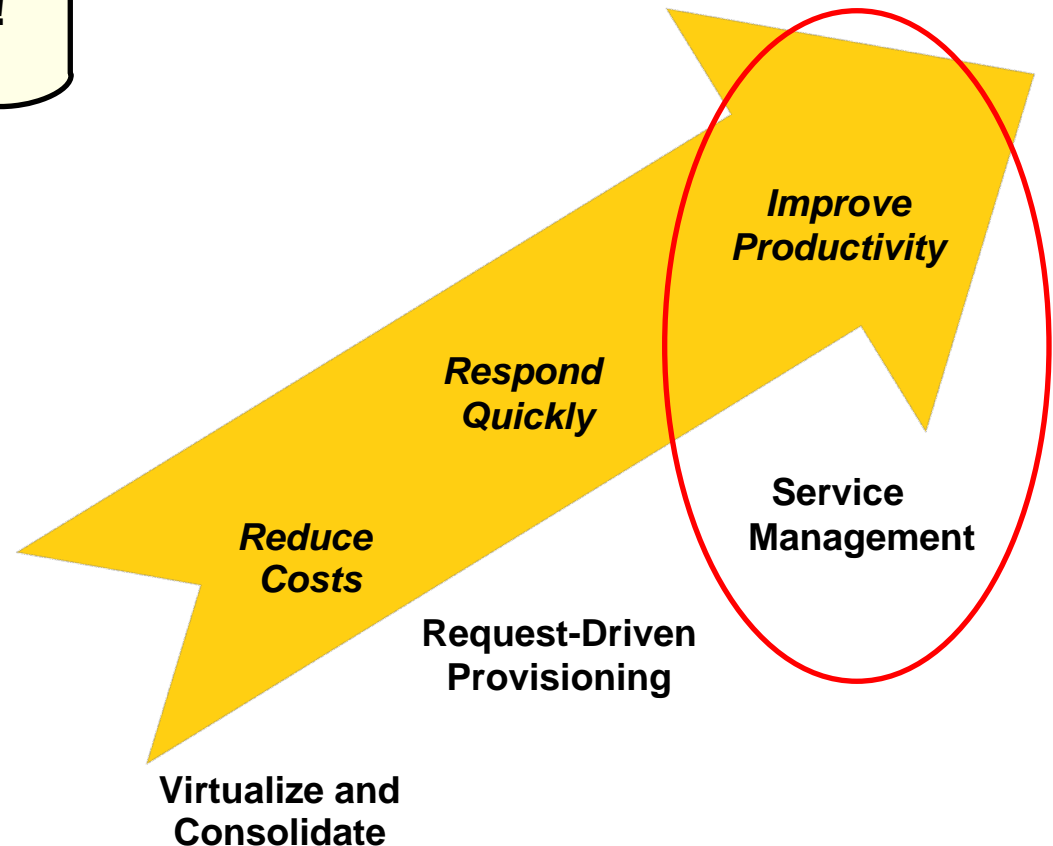 !
Improve
Productivity
Respond
Quickly
Service
Management
Reduce
Costs
Request-Driven
Provisioning
Virtualize and
Consolidate